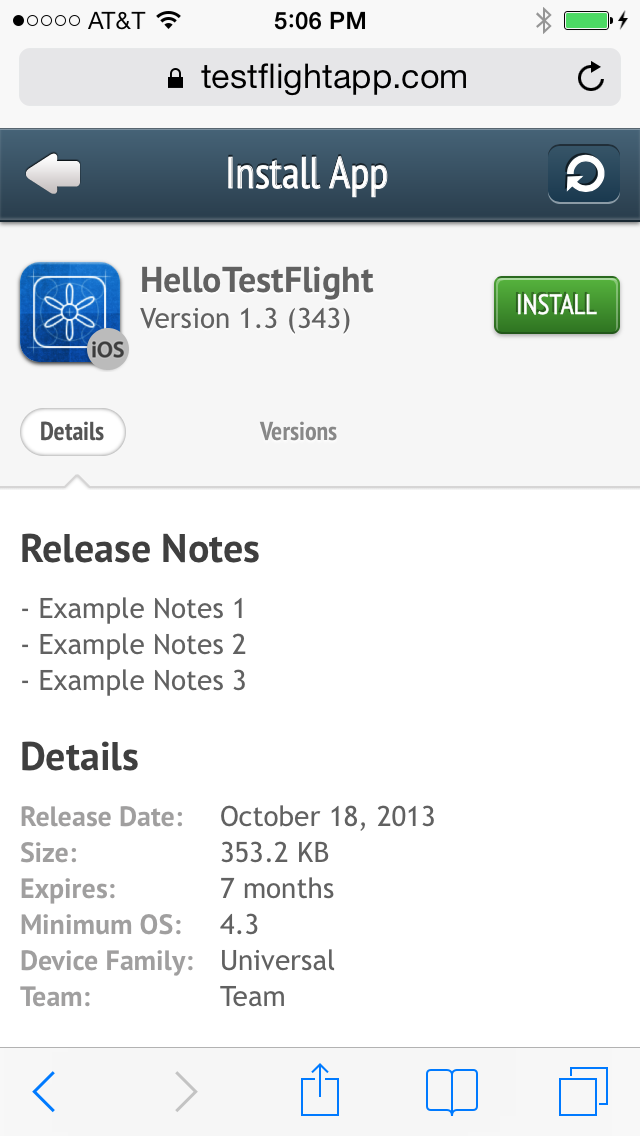 AT&T 5:06 PM
testflightapp.com
Install App
HelloTestFlight
Version 1.3 (343)
INSTALL
iOS
Details Versions
Release Notes
- Example Notes 1
- Example Notes 2
- Example Notes 3
Details
Release Date: October 18, 2013
Size: 353.2 KB
Expires: 7 months
Minimum OS: 4.3
Device Family: Universal
Team: Team